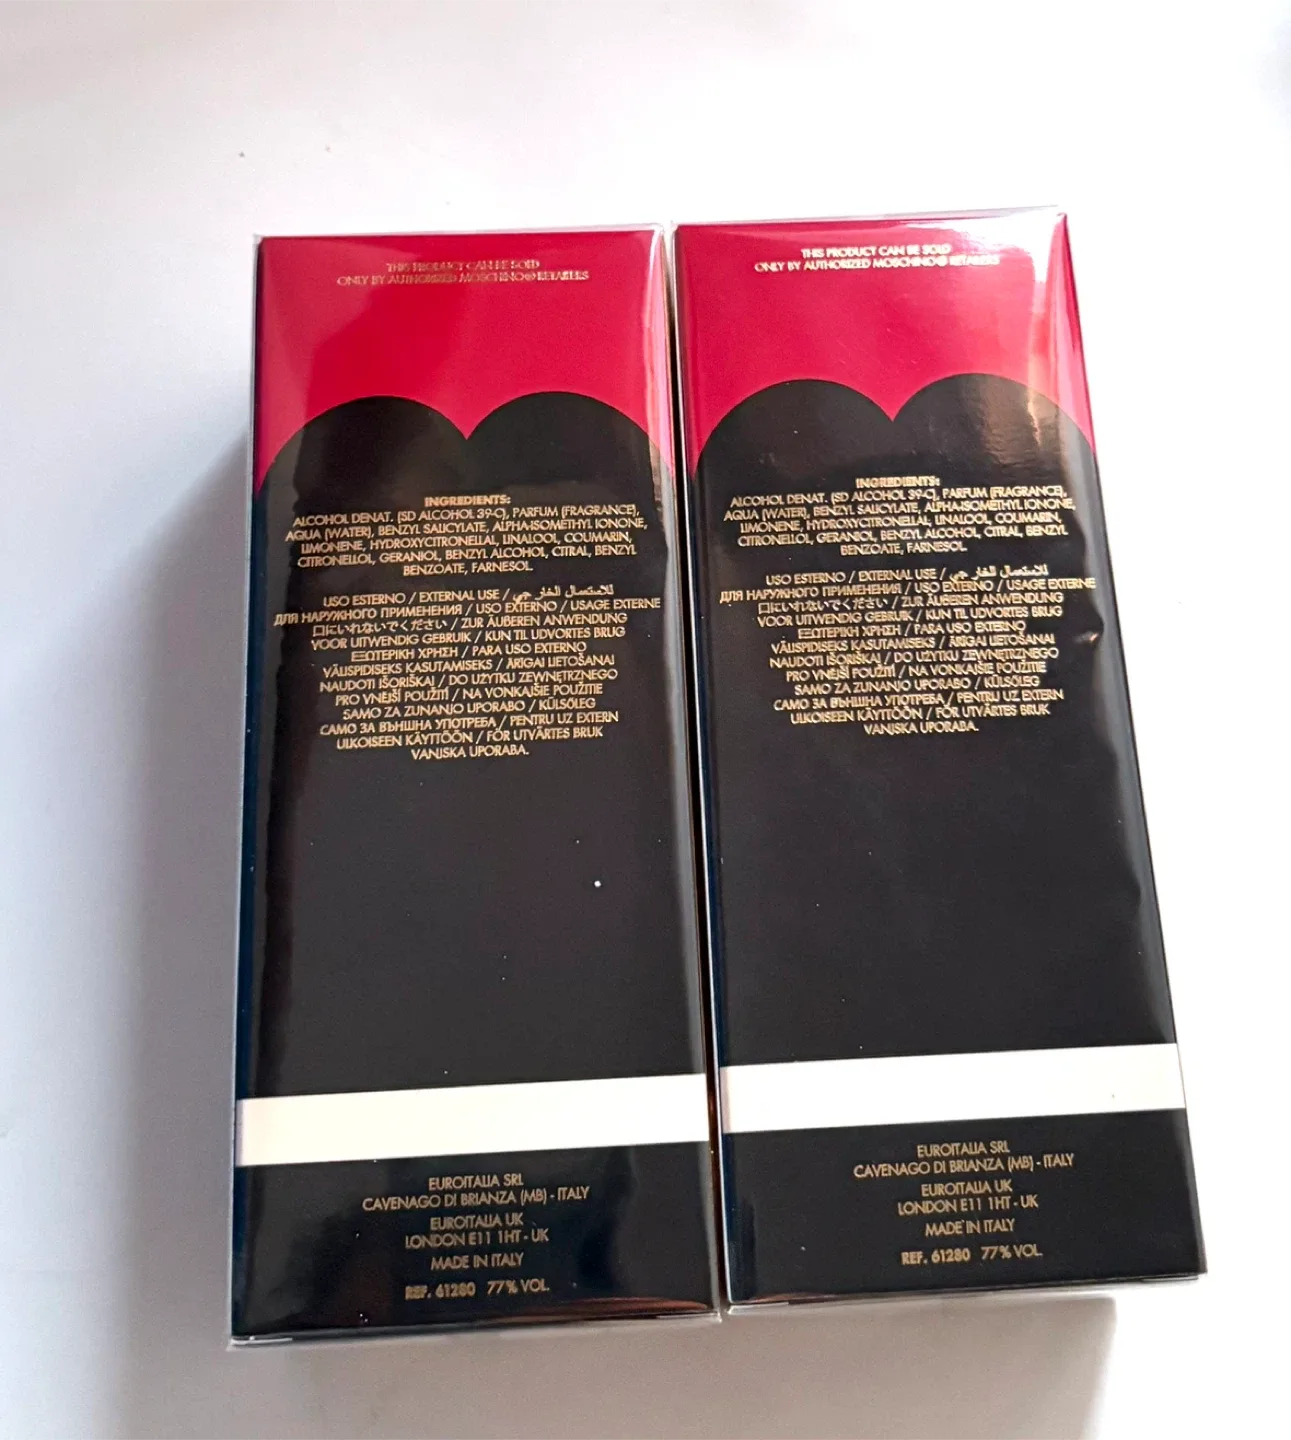 THIS PRODUCT CAN BE SOLD
ONLY BY AUTHORIZED MOSCHINO® RETAILERS
INGREDIENTS:
ALCOHOL DENAT. (SD ALCOHOL 39-C), PARFUM (FRAGRANCE),
AQUA (WATER), BENZYL SALICYLATE, ALPHA-ISOMETHYL IONONE,
LIMONENE, HYDROXYCITRONELLAL, LINALOOL, COUMARIN,
CITRONELLOL, GERANIOL, BENZYL ALCOHOL, CITRAL, BENZYL
BENZOATE, FARNESOL.
USO ESTERNO / EXTERNAL USE / للاستعمال الخارجي
ДЛЯ НАРУЖНОГО ПРИМЕНЕНИЯ / USO EXTERNO / USAGE EXTERNE
口にいれないでください / ZUR ÄUßEREN ANWENDUNG
VOOR UITWENDIG GEBRUIK / KUN TIL UDVORTES BRUG
ΕΞΩΤΕΡΙΚΗ ΧΡΗΣΗ / PARA USO EXTERNO
VÄLISPIDISEKS KASUTAMISEKS / ĀRĪGAI LIETOŠANAI
NAUDOTI IŠORIŠKAI / DO UŻYTKU ZEWNĘTRZNEGO
PRO VNĚJŠÍ POUŽITÍ / NA VONKAJŠIE POUŽITIE
SAMO ZA ZUNANJO UPORABO / KÜLSŐLEG
САМО ЗА ВЪНШНА УПОТРЕБА / PENTRU UZ EXTERN
ULKOISEEN KÄYTTÖÖN / FÖR UTVÄRTES BRUK
VANJSKA UPORABA.
EUROITALIA SRL
CAVENAGO DI BRIANZA (MB) - ITALY
EUROITALIA UK
LONDON E11 1HT - UK
MADE IN ITALY
REF. 61280 77% VOL.
THIS PRODUCT CAN BE SOLD
ONLY BY AUTHORIZED MOSCHINO® RETAILERS
INGREDIENTS:
ALCOHOL DENAT. (SD ALCOHOL 39-C), PARFUM (FRAGRANCE),
AQUA (WATER), BENZYL SALICYLATE, ALPHA-ISOMETHYL IONONE,
LIMONENE, HYDROXYCITRONELLAL, LINALOOL, COUMARIN,
CITRONELLOL, GERANIOL, BENZYL ALCOHOL, CITRAL, BENZYL
BENZOATE, FARNESOL.
USO ESTERNO / EXTERNAL USE / للاستعمال الخارجي
ДЛЯ НАРУЖНОГО ПРИМЕНЕНИЯ / USO EXTERNO / USAGE EXTERNE
口にいれないでください / ZUR ÄUßEREN ANWENDUNG
VOOR UITWENDIG GEBRUIK / KUN TIL UDVORTES BRUG
ΕΞΩΤΕΡΙΚΗ ΧΡΗΣΗ / PARA USO EXTERNO
VÄLISPIDISEKS KASUTAMISEKS / ĀRĪGAI LIETOŠANAI
NAUDOTI IŠORIŠKAI / DO UŻYTKU ZEWNĘTRZNEGO
PRO VNĚJŠÍ POUŽITÍ / NA VONKAJŠIE POUŽITIE
SAMO ZA ZUNANJO UPORABO / KÜLSŐLEG
САМО ЗА ВЪНШНА УПОТРЕБА / PENTRU UZ EXTERN
ULKOISEEN KÄYTTÖÖN / FÖR UTVÄRTES BRUK
VANJSKA UPORABA.
EUROITALIA SRL
CAVENAGO DI BRIANZA (MB) - ITALY
EUROITALIA UK
LONDON E11 1HT - UK
MADE IN ITALY
REF. 61280 77% VOL.